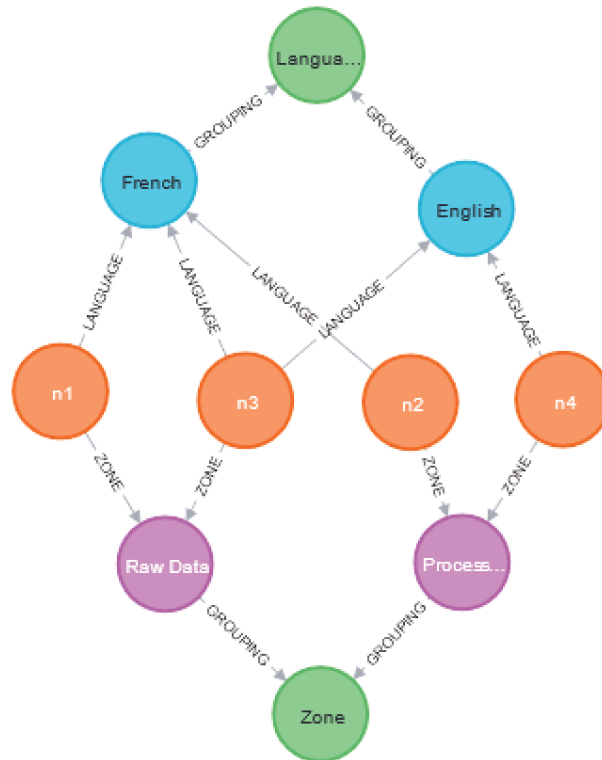 Langua...
GROUPING
GROUPING
French
English
LANGUAGE
LANGUAGE
LANGUAGE
LANGUAGE
LANGUAGE
n1
n3
n2
n4
ZONE
ZONE
ZONE
ZONE
Raw Data
Process...
GROUPING
GROUPING
Zone